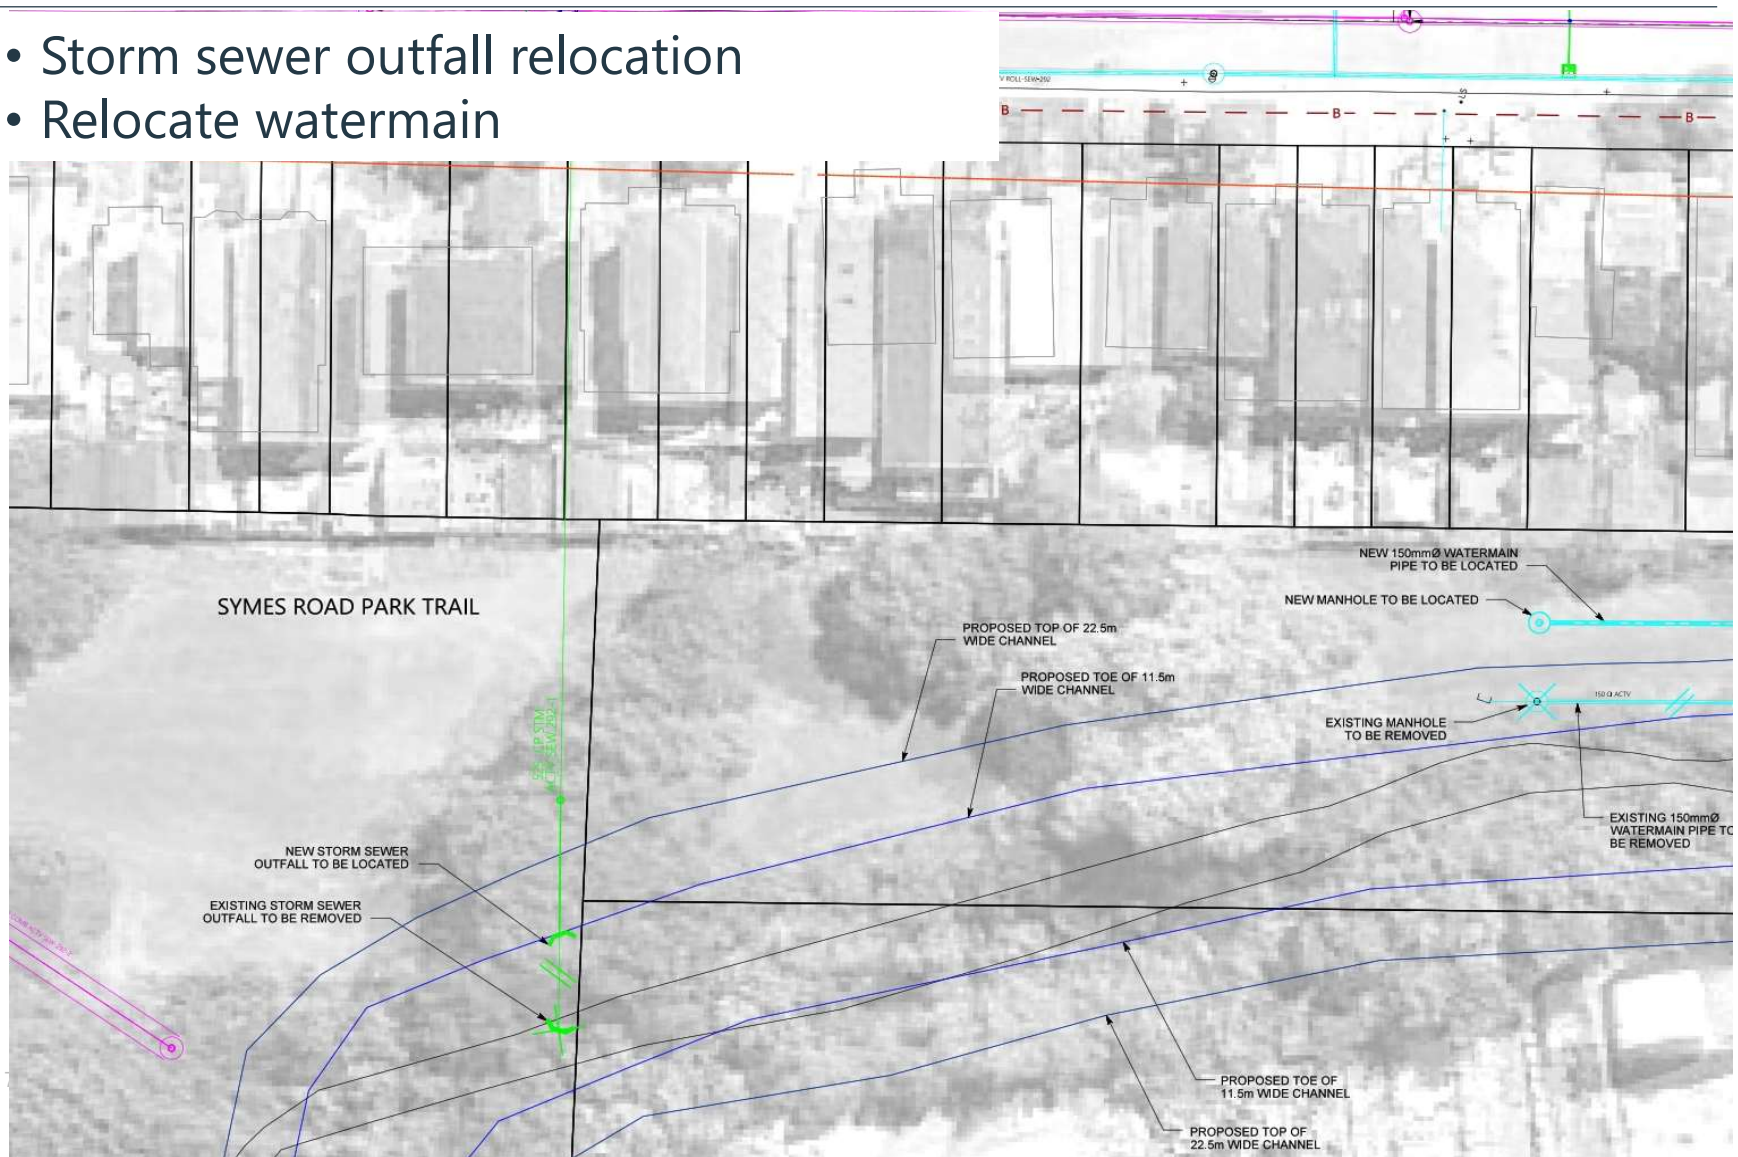 • Storm sewer outfall relocation
• Relocate watermain
B
B
B
NEW 150mmØ WATERMAIN
PIPE TO BE LOCATED
NEW MANHOLE TO BE LOCATED
SYMES ROAD PARK TRAIL
PROPOSED TOP OF 22.5m
WIDE CHANNEL
PROPOSED TOE OF 11.5m
WIDE CHANNEL
150 Ø ACTV
EXISTING MANHOLE
TO BE REMOVED
EXISTING 150mmØ
WATERMAIN PIPE TO
BE REMOVED
NEW STORM SEWER
OUTFALL TO BE LOCATED
EXISTING STORM SEWER
OUTFALL TO BE REMOVED
PROPOSED TOE OF
11.5m WIDE CHANNEL
PROPOSED TOP OF
22.5m WIDE CHANNEL